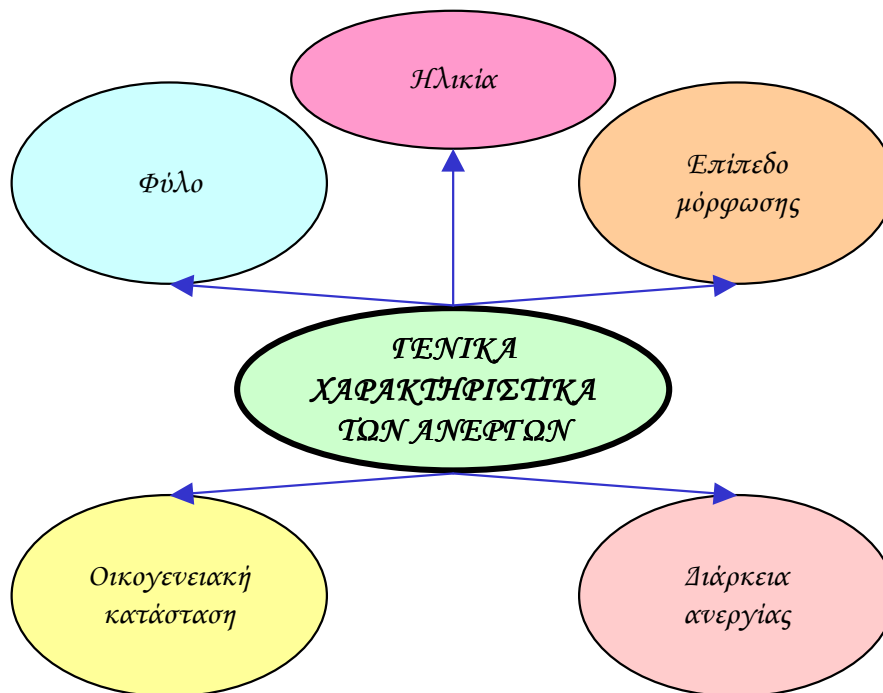 Ηλικία
Φύλο
Επίπεδο
μόρφωσης
ΓΕΝΙΚΑ
ΧΑΡΑΚΤΗΡΙΣΤΙΚΑ
ΤΩΝ ΑΝΕΡΓΩΝ
Οικογενειακή
κατάσταση
Διάρκεια
ανεργίας